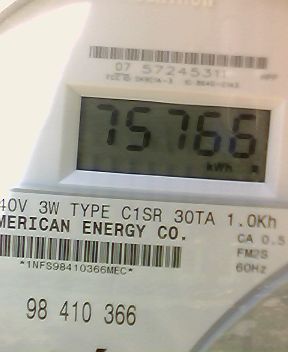 07 57245311
75766
kWh
40V 3W TYPE C1SR 30TA 1.0Kh
MERICAN ENERGY CO.
CA 0.5
FM2S
60Hz
*1NFS98410366MEC*
98 410 366